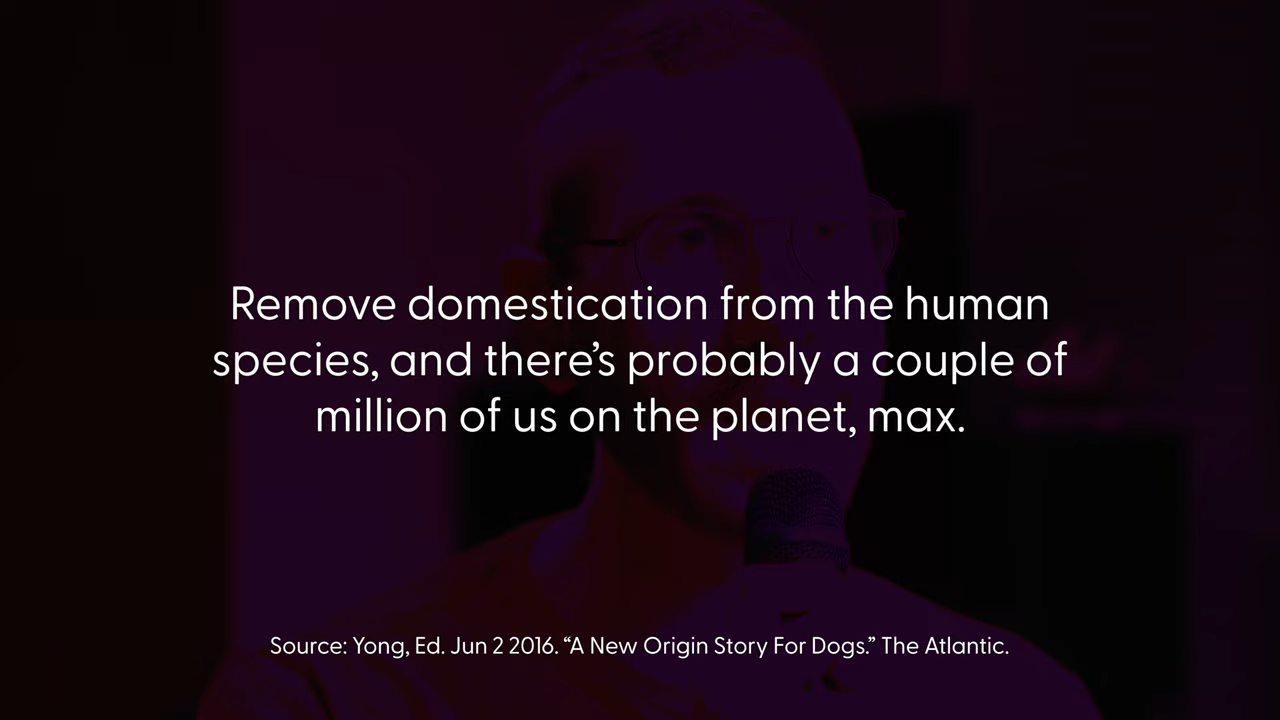 Remove domestication from the human
species, and there’s probably a couple of
million of us on the planet, max.
Source: Yong, Ed. Jun 2 2016. “A New Origin Story For Dogs.” The Atlantic.